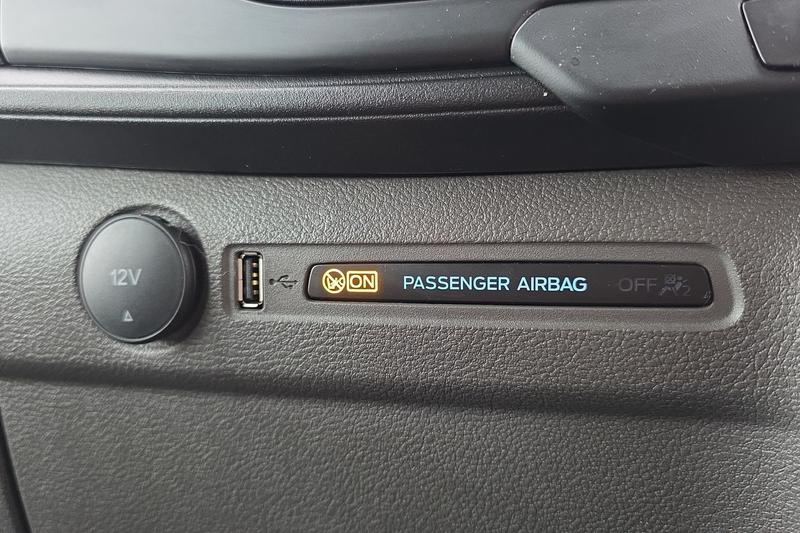 12V
ON PASSENGER AIRBAG OFF